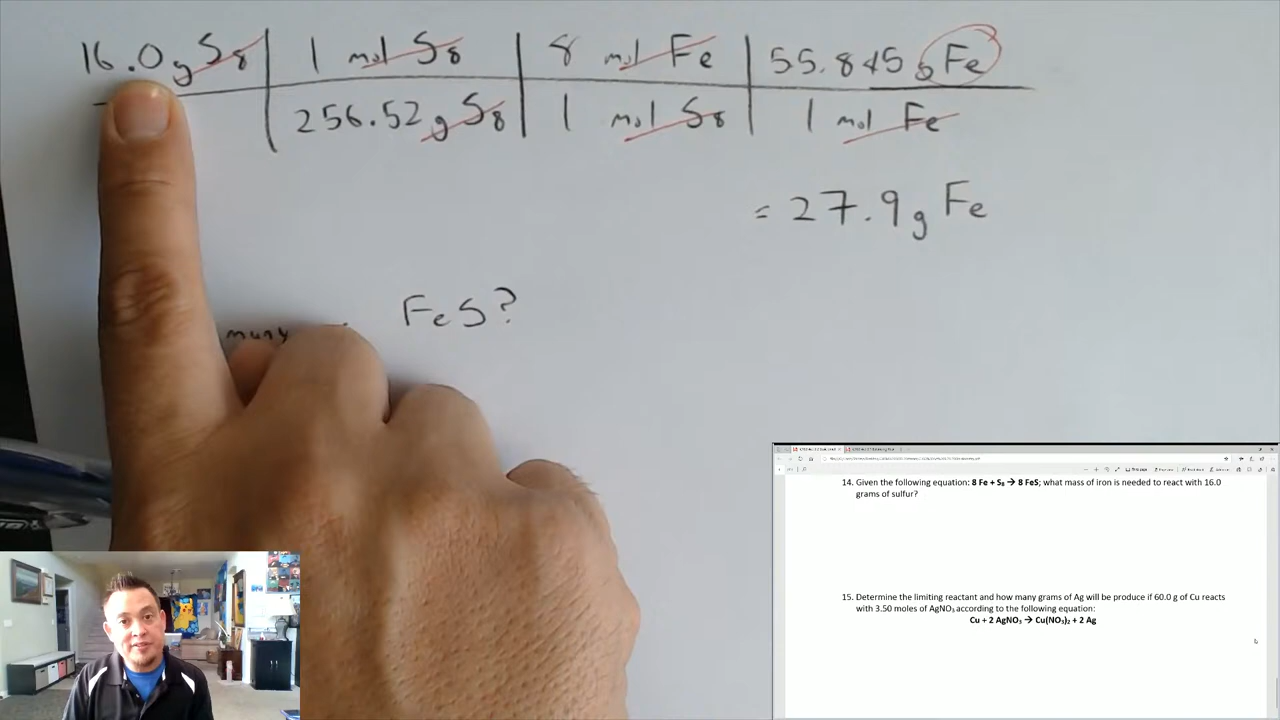 16.0 g S8 | 1 mol S8 | 8 mol Fe | 55.845 g Fe
256.52 g S8 | 1 mol S8 | 1 mol Fe
= 27.9 g Fe
many FeS?
14. Given the following equation: 8 Fe + S₈ → 8 FeS; what mass of iron is needed to react with 16.0
grams of sulfur?
15. Determine the limiting reactant and how many grams of Ag will be produce if 60.0 g of Cu reacts
with 3.50 moles of AgNO₃ according to the following equation:
Cu + 2 AgNO₃ → Cu(NO₃)₂ + 2 Ag